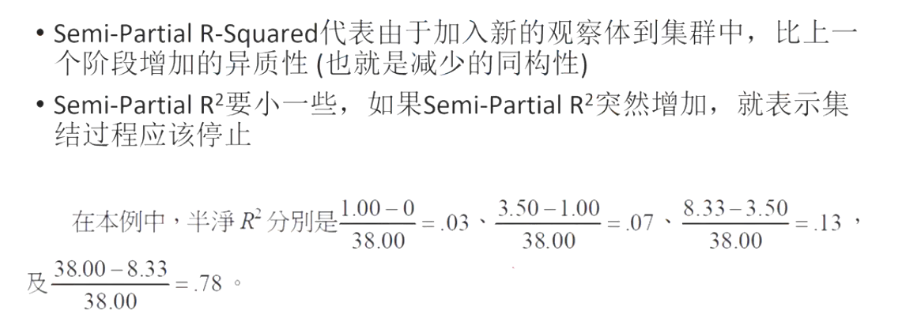 • Semi-Partial R-Squared代表由于加入新的观察体到集群中，比上一
个阶段增加的异质性 (也就是减少的同构性)
• Semi-Partial R²要小一些，如果Semi-Partial R²突然增加，就表示集
结过程应该停止
在本例中，半淨 R² 分別是 (1.00 – 0)/38.00 = .03、(3.50 – 1.00)/38.00 = .07、(8.33 – 3.50)/38.00 = .13，
及 (38.00 – 8.33)/38.00 = .78。